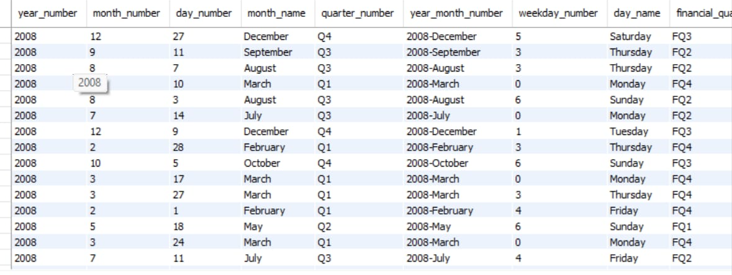 year_number month_number day_number month_name quarter_number year_month_number weekday_number day_name financial_qua
2008 12 27 December Q4 2008-December 5 Saturday FQ3
2008 9 11 September Q3 2008-September 3 Thursday FQ2
2008 8 7 August Q3 2008-August 3 Thursday FQ2
2008 10 March Q1 2008-March 0 Monday FQ4
2008
2008 8 3 August Q3 2008-August 6 Sunday FQ2
2008 7 14 July Q3 2008-July 0 Monday FQ2
2008 12 9 December Q4 2008-December 1 Tuesday FQ3
2008 2 28 February Q1 2008-February 3 Thursday FQ4
2008 10 5 October Q4 2008-October 6 Sunday FQ3
2008 3 17 March Q1 2008-March 0 Monday FQ4
2008 3 27 March Q1 2008-March 3 Thursday FQ4
2008 2 1 February Q1 2008-February 4 Friday FQ4
2008 5 18 May Q2 2008-May 6 Sunday FQ1
2008 3 24 March Q1 2008-March 0 Monday FQ4
2008 7 11 July Q3 2008-July 4 Friday FQ2